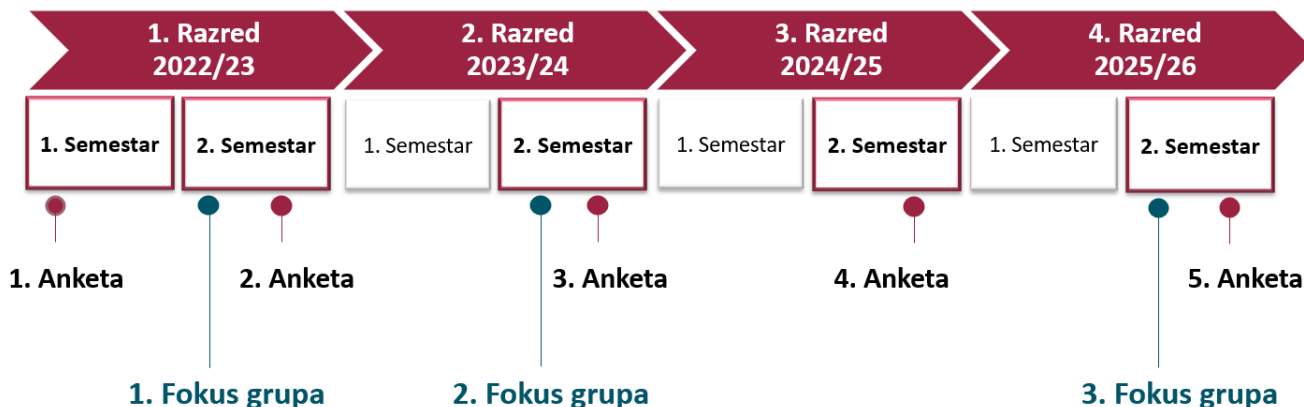 1. Razred
2022/23
2. Razred
2023/24
3. Razred
2024/25
4. Razred
2025/26
1. Semestar
2. Semestar
1. Semestar
2. Semestar
1. Semestar
2. Semestar
1. Semestar
2. Semestar
1. Anketa
2. Anketa
3. Anketa
4. Anketa
5. Anketa
1. Fokus grupa
2. Fokus grupa
3. Fokus grupa